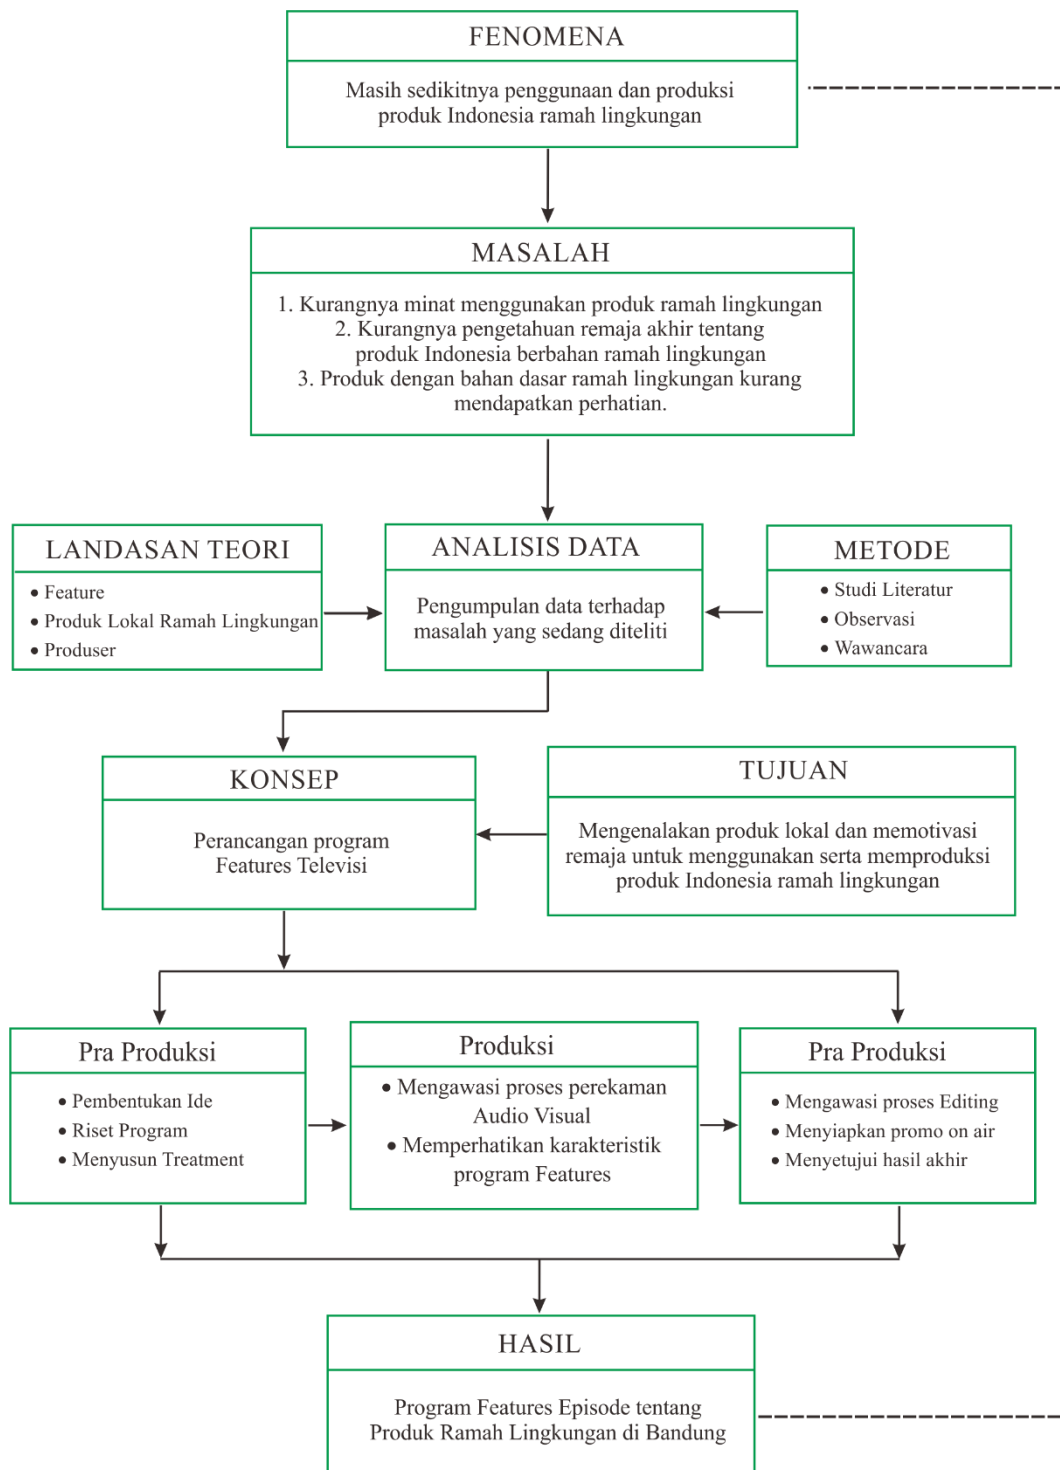 FENOMENA
Masih sedikitnya penggunaan dan produksi
produk Indonesia ramah lingkungan
MASALAH
1. Kurangnya minat menggunakan produk ramah lingkungan
2. Kurangnya pengetahuan remaja akhir tentang
produk Indonesia berbahan ramah lingkungan
3. Produk dengan bahan dasar ramah lingkungan kurang
mendapatkan perhatian.
LANDASAN TEORI
• Feature
• Produk Lokal Ramah Lingkungan
• Produser
ANALISIS DATA
Pengumpulan data terhadap
masalah yang sedang diteliti
METODE
• Studi Literatur
• Observasi
• Wawancara
KONSEP
Perancangan program
Features Televisi
TUJUAN
Mengenalakan produk lokal dan memotivasi
remaja untuk menggunakan serta memproduksi
produk Indonesia ramah lingkungan
Pra Produksi
• Pembentukan Ide
• Riset Program
• Menyusun Treatment
Produksi
• Mengawasi proses perekaman
Audio Visual
• Memperhatikan karakteristik
program Features
Pra Produksi
• Mengawasi proses Editing
• Menyiapkan promo on air
• Menyetujui hasil akhir
HASIL
Program Features Episode tentang
Produk Ramah Lingkungan di Bandung